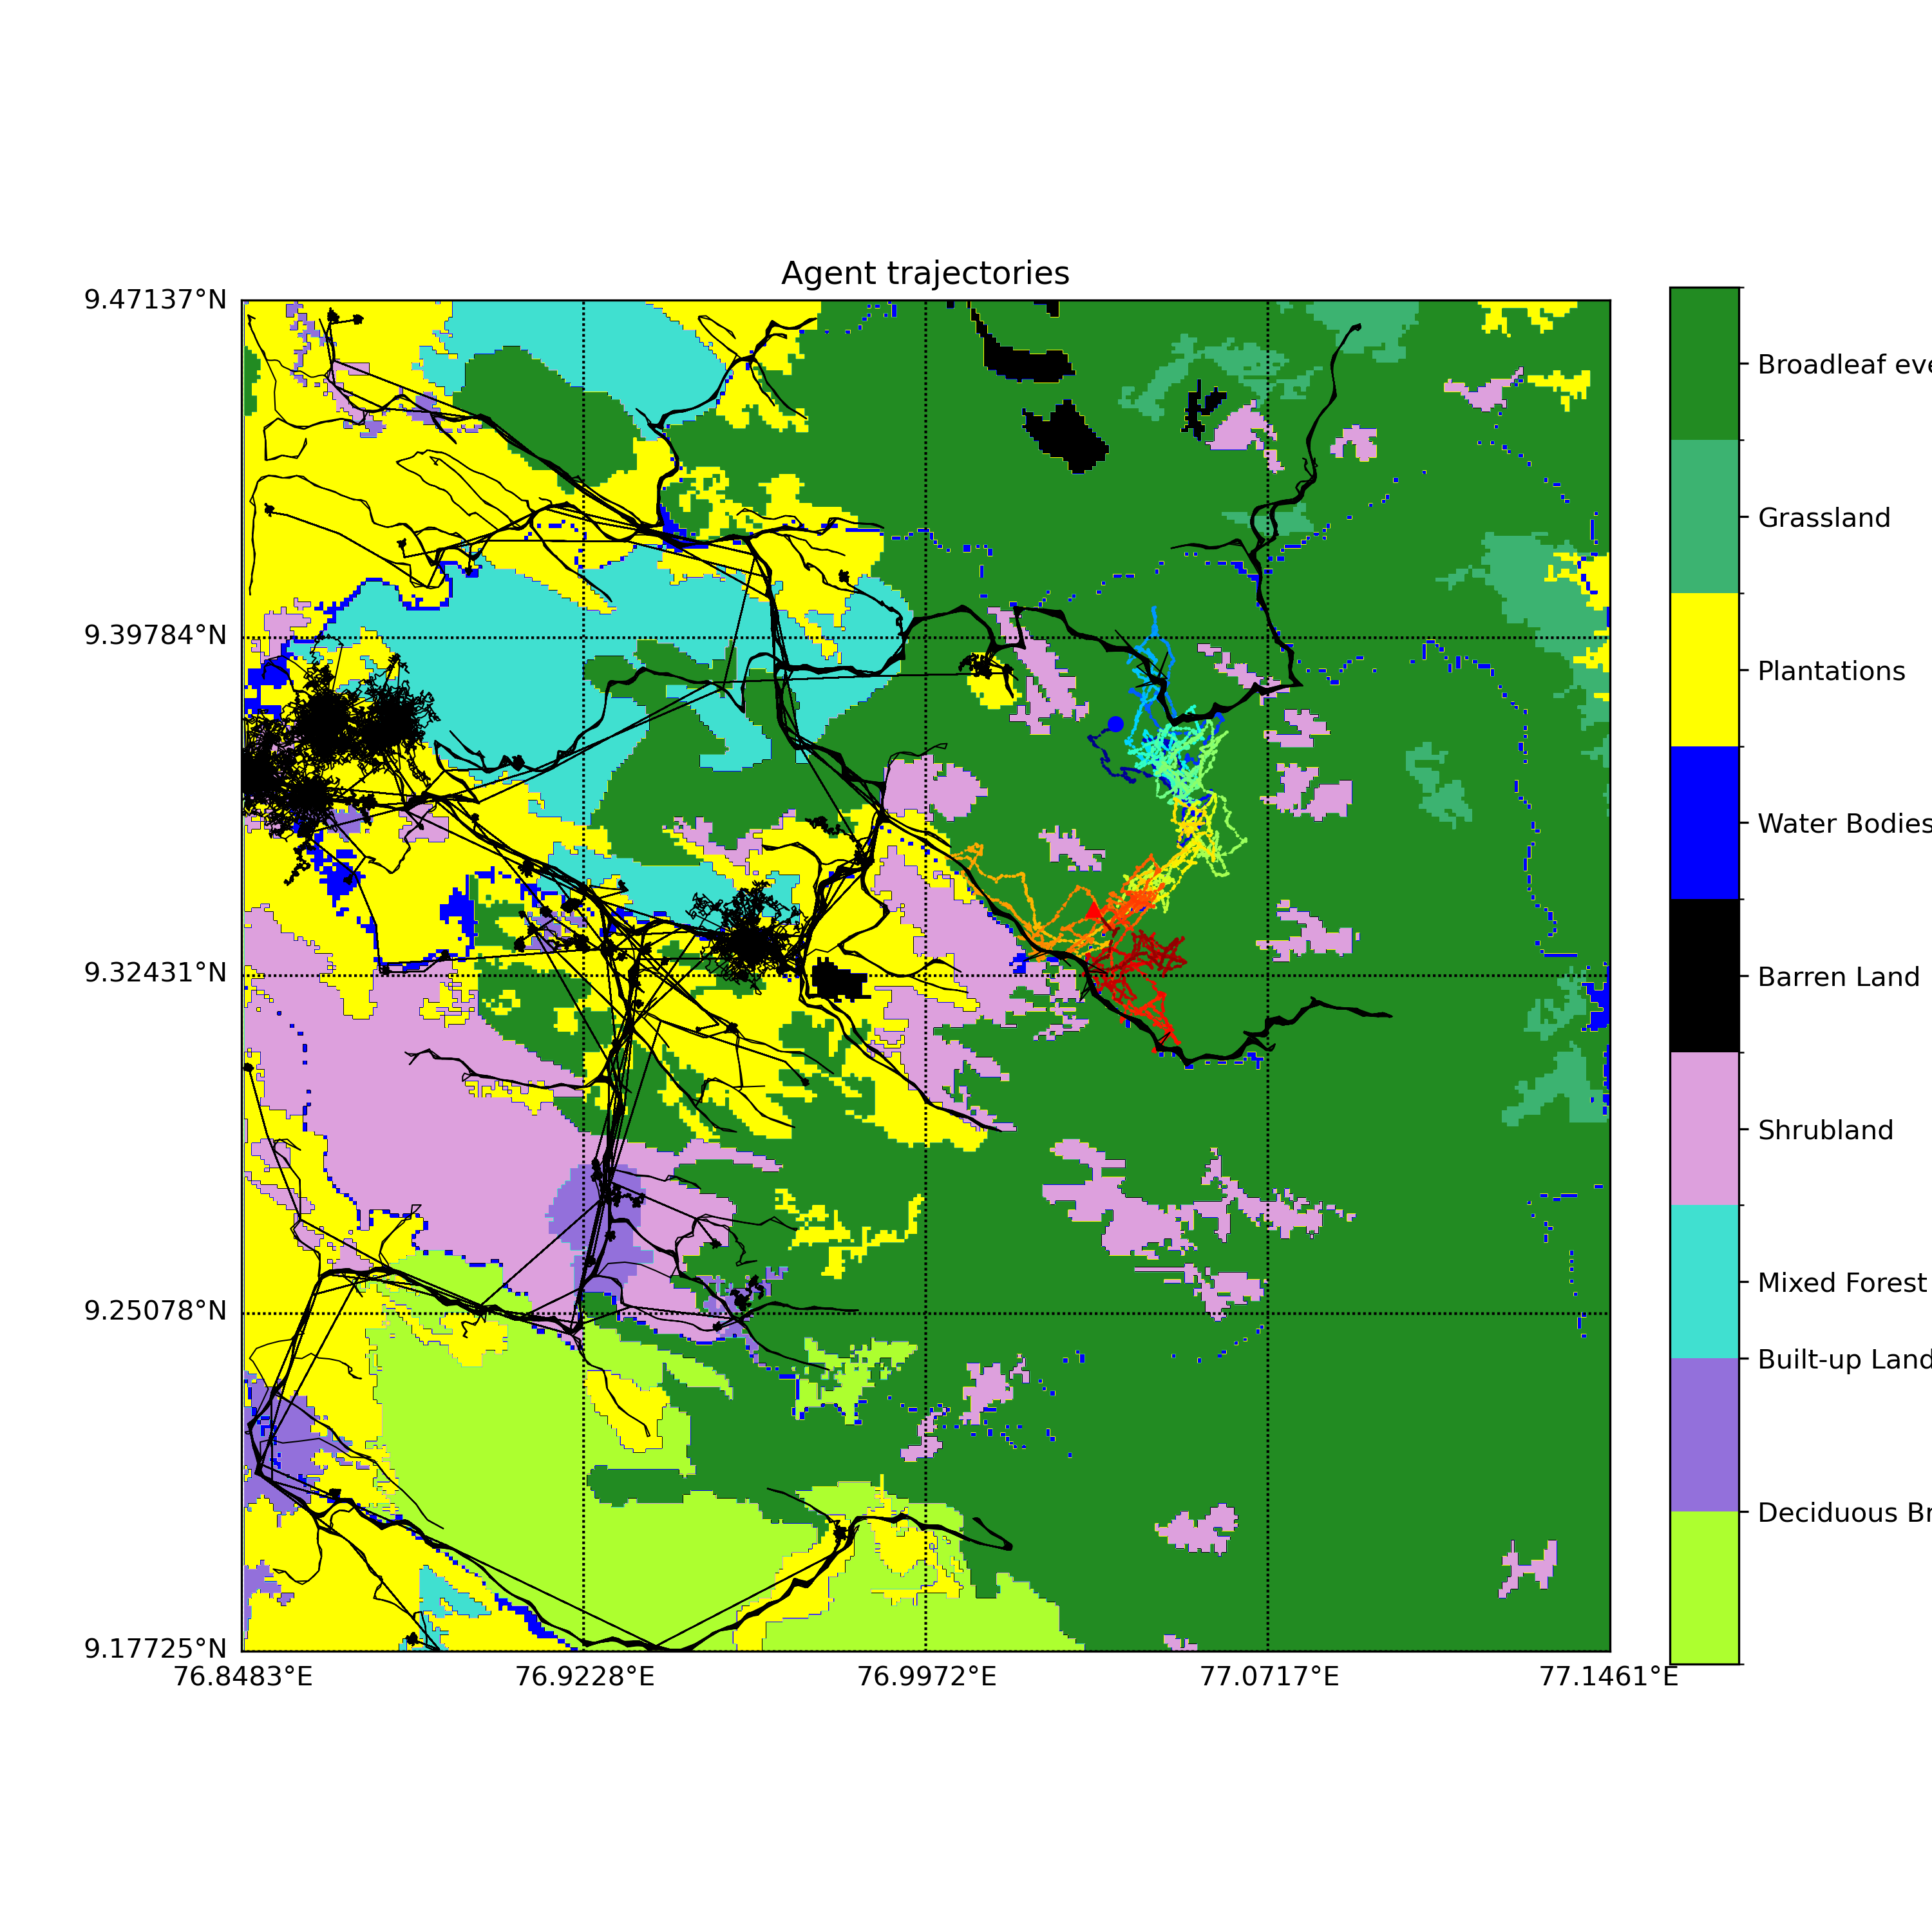 Agent trajectories
9.47137°N
9.39784°N
9.32431°N
9.25078°N
9.17725°N
76.8483°E
76.9228°E
76.9972°E
77.0717°E
77.1461°E
Broadleaf eve
Grassland
Plantations
Water Bodies
Barren Land
Shrubland
Mixed Forest
Built-up Land
Deciduous Br